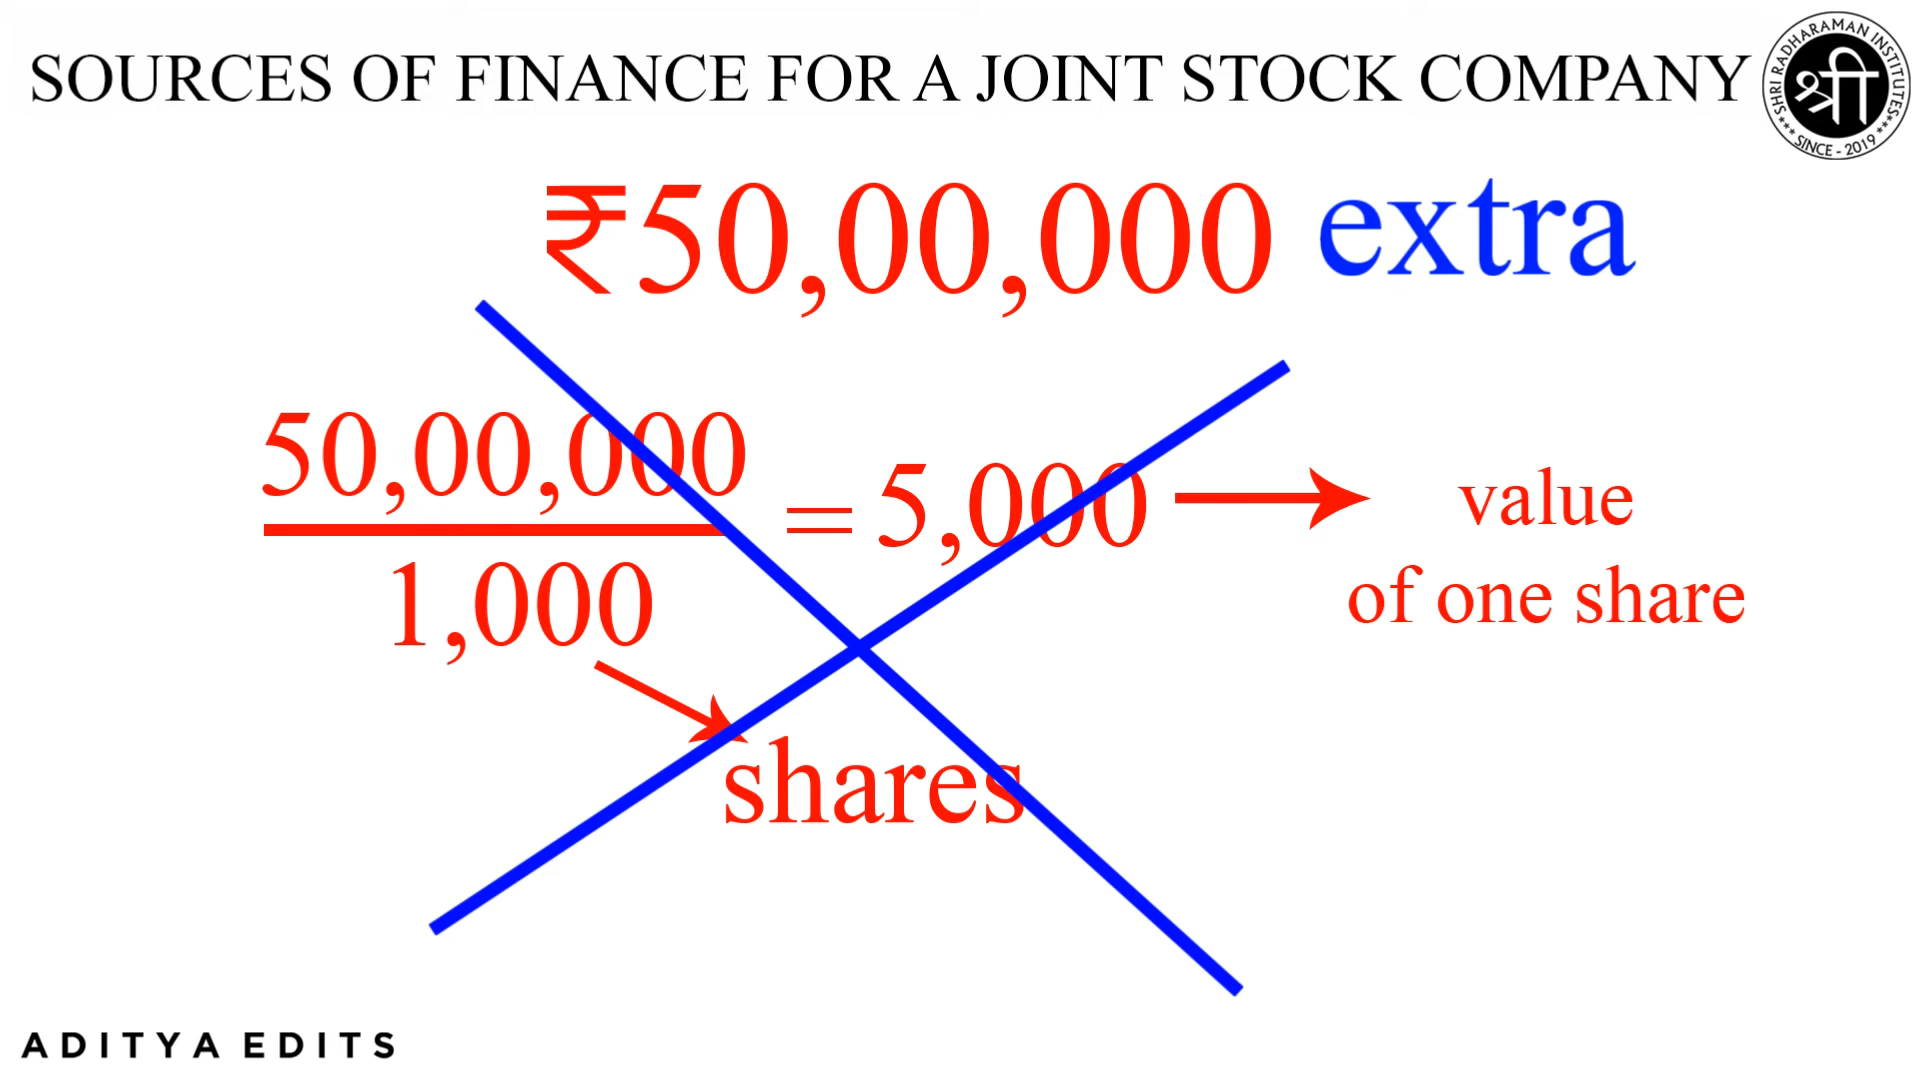 SOURCES OF FINANCE FOR A JOINT STOCK COMPANY
SHRI RADHARAMAN INSTITUTES
श्री
SINCE - 2019
₹50,00,000 extra
50,00,000
1,000
= 5,000
value
of one share
shares
ADITYA EDITS